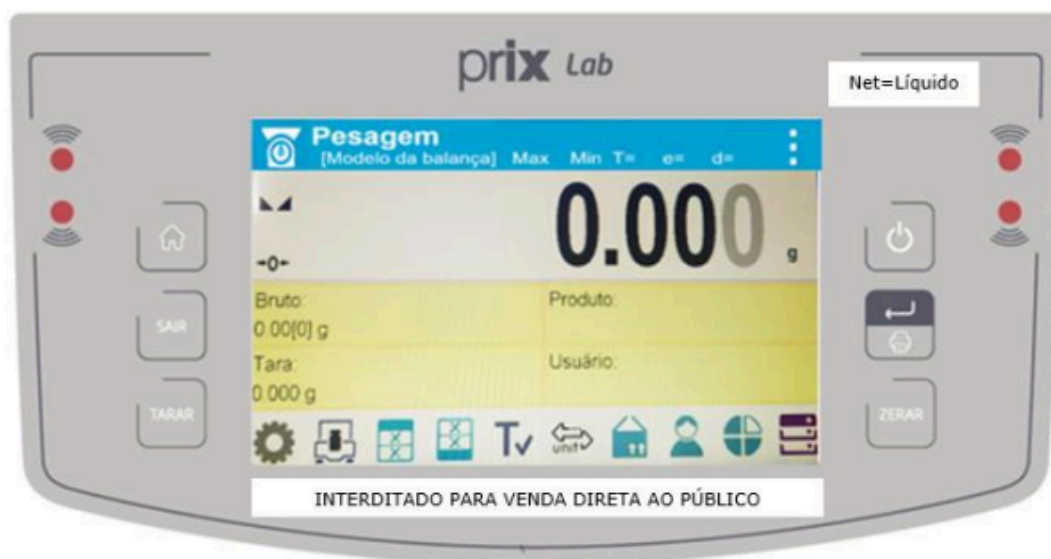 prix Lab
Net=Líquido
Pesagem
[Modelo da balança] Max Min T= e= d=
0.000 g
→0←
Bruto:
0.00[0] g
Produto:
Tara:
0.000 g
Usuário:
SAIR
TARAR
ZERAR
T
unit
INTERDITADO PARA VENDA DIRETA AO PÚBLICO